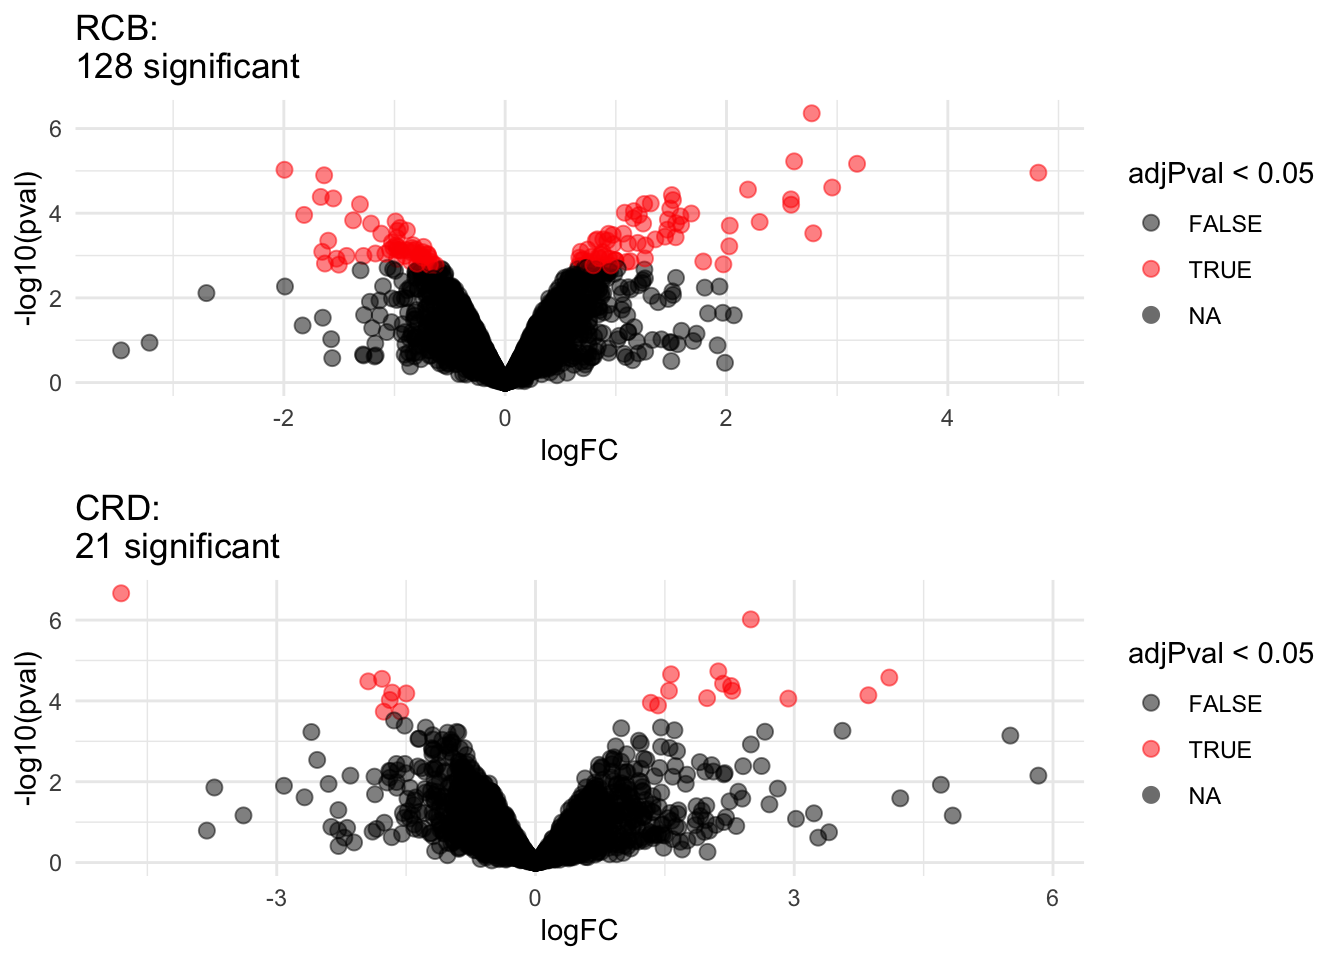 RCB:
128 significant
6
4
2
0
-log10(pval)
-2
0
2
4
logFC
adjPval < 0.05
FALSE
TRUE
NA
CRD:
21 significant
6
4
2
0
-log10(pval)
-3
0
3
6
logFC
adjPval < 0.05
FALSE
TRUE
NA